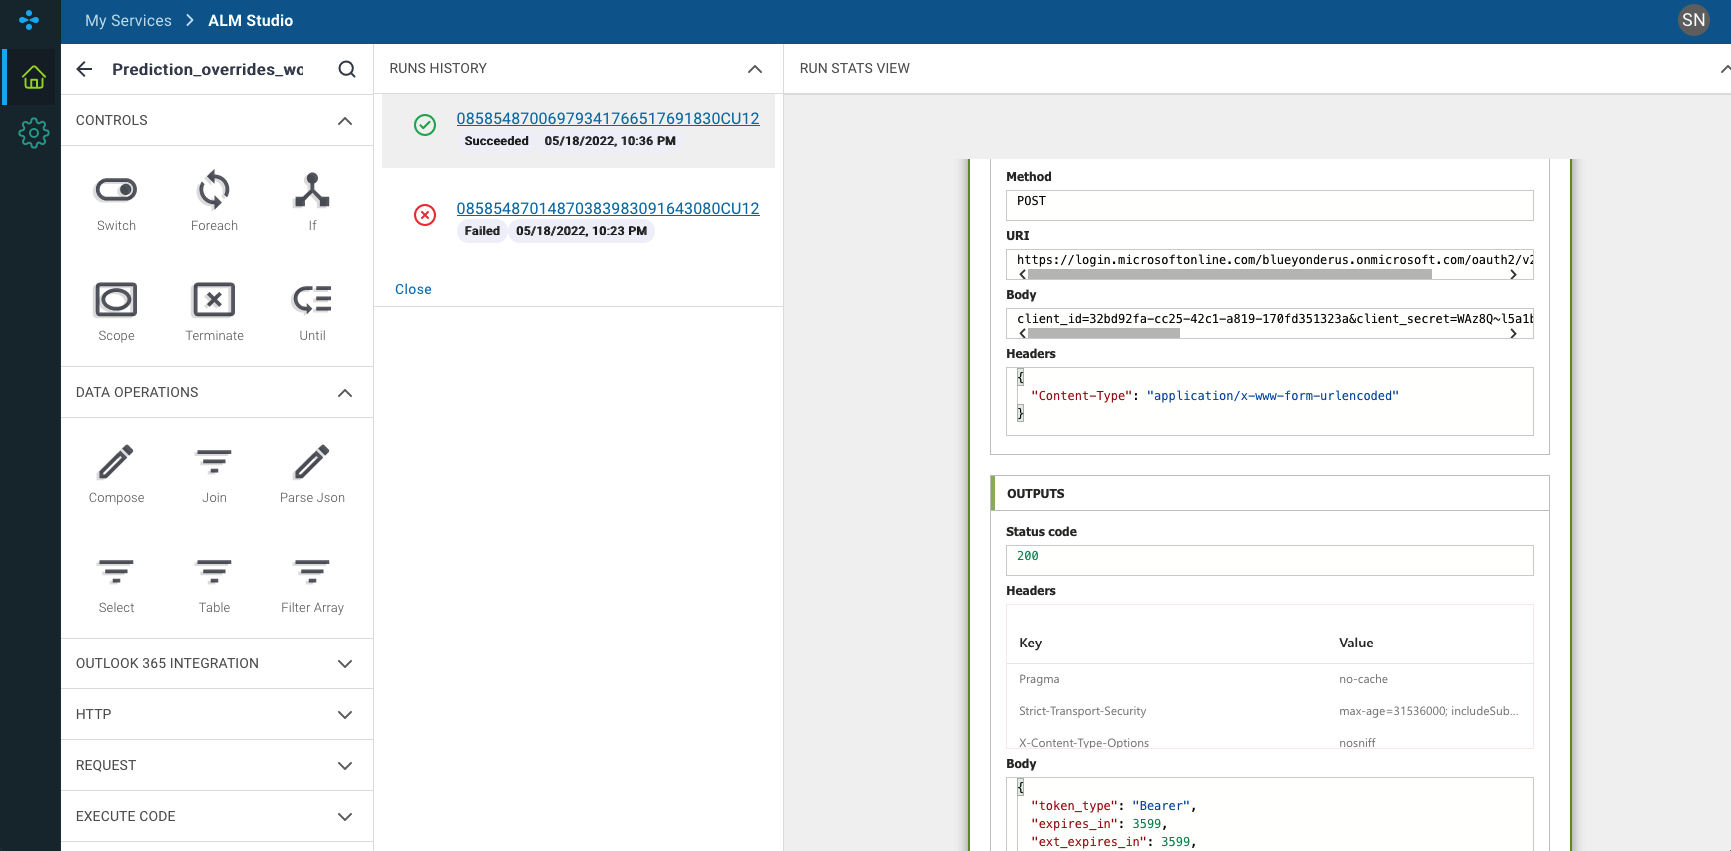 My Services > ALM Studio
SN
Prediction_overrides_wo
CONTROLS
Switch
Foreach
If
Scope
Terminate
Until
DATA OPERATIONS
Compose
Join
Parse Json
Select
Table
Filter Array
OUTLOOK 365 INTEGRATION
HTTP
REQUEST
EXECUTE CODE
RUNS HISTORY
08585487006979341766517691830CU12
Succeeded 05/18/2022, 10:36 PM
08585487014870383983091643080CU12
Failed 05/18/2022, 10:23 PM
Close
RUN STATS VIEW
Method
POST
URI
https://login.microsoftonline.com/blueyonderus.onmicrosoft.com/oauth2/v2
Body
client_id=32bd92fa-cc25-42c1-a819-170fd351323a&client_secret=WAz8Q~l5a1b
Headers
{
"Content-Type": "application/x-www-form-urlencoded"
}
OUTPUTS
Status code
200
Headers
Key Value
Pragma no-cache
Strict-Transport-Security max-age=31536000; includeSub...
X-Content-Type-Options nosniff
Body
{
"token_type": "Bearer",
"expires_in": 3599,
"ext_expires_in": 3599,